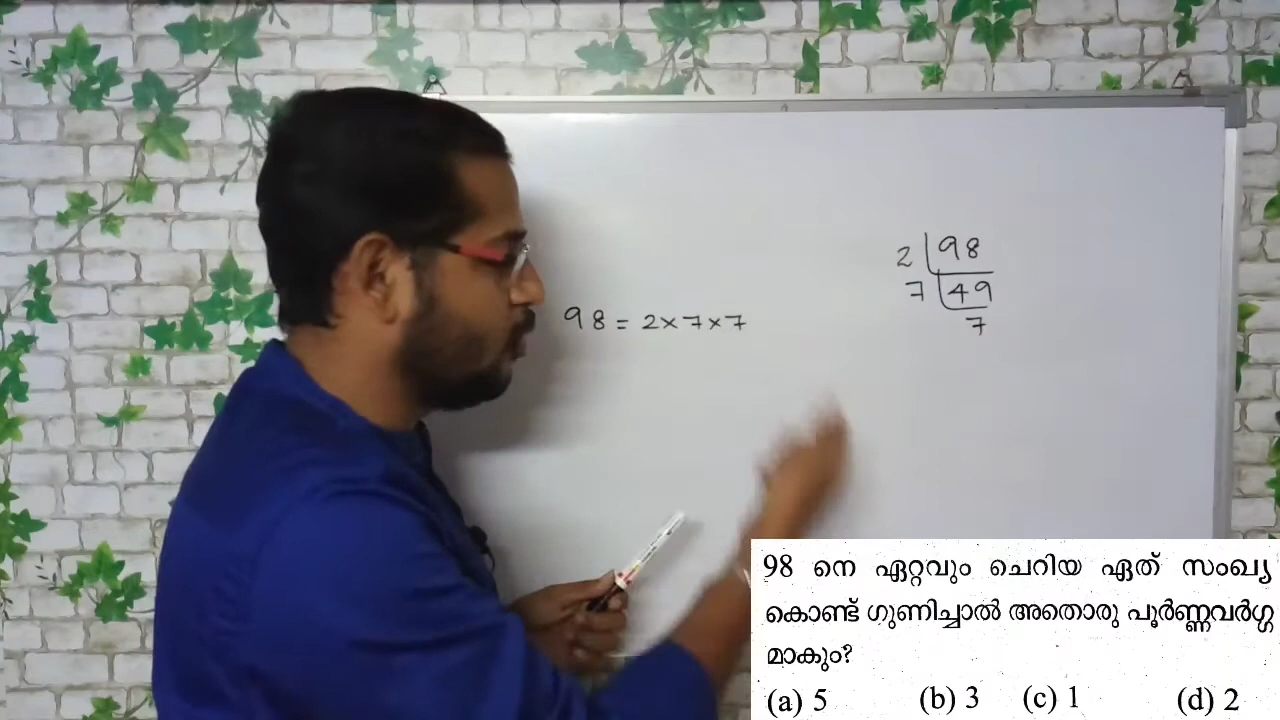 98 = 2×7×7
2 98
7 49
7
98 നെ ഏറ്റവും ചെറിയ ഏത് സംഖ്യ
കൊണ്ട് ഗുണിച്ചാൽ അതൊരു പൂർണ്ണവർഗ്ഗ
മാകും?
(a) 5 (b) 3 (c) 1 (d) 2